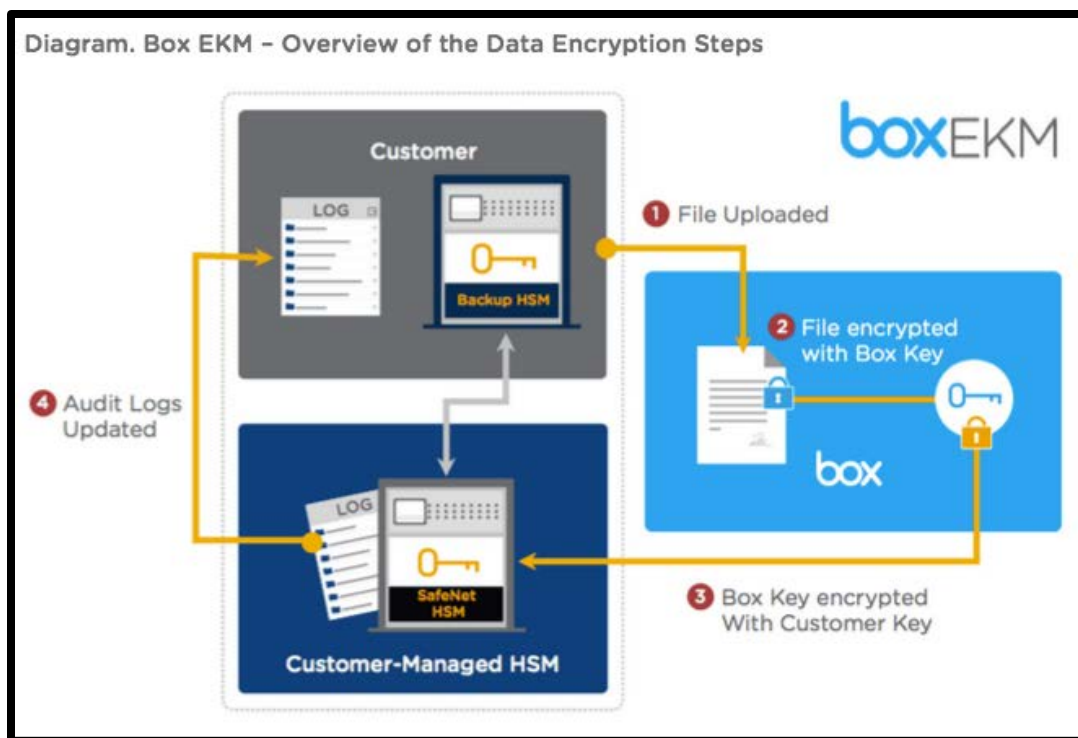 Diagram. Box EKM – Overview of the Data Encryption Steps
boxEKM
Customer
LOG
Backup HSM
1 File Uploaded
2 File encrypted
with Box Key
box
3 Box Key encrypted
With Customer Key
4 Audit Logs
Updated
LOG
SafeNet
HSM
Customer-Managed HSM